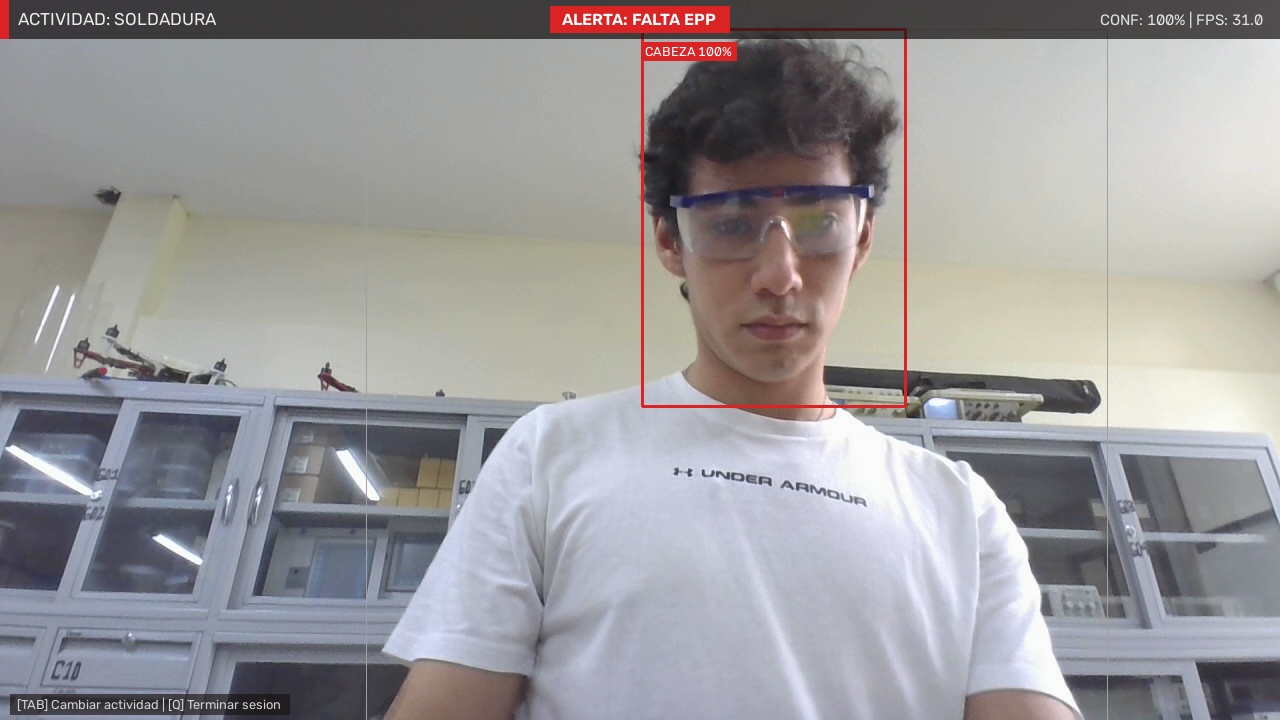 ACTIVIDAD: SOLDADURA
ALERTA: FALTA EPP
CONF: 100% | FPS: 31.0
CABEZA 100%
UNDER ARMOUR
C10
[TAB] Cambiar actividad | [Q] Terminar sesion